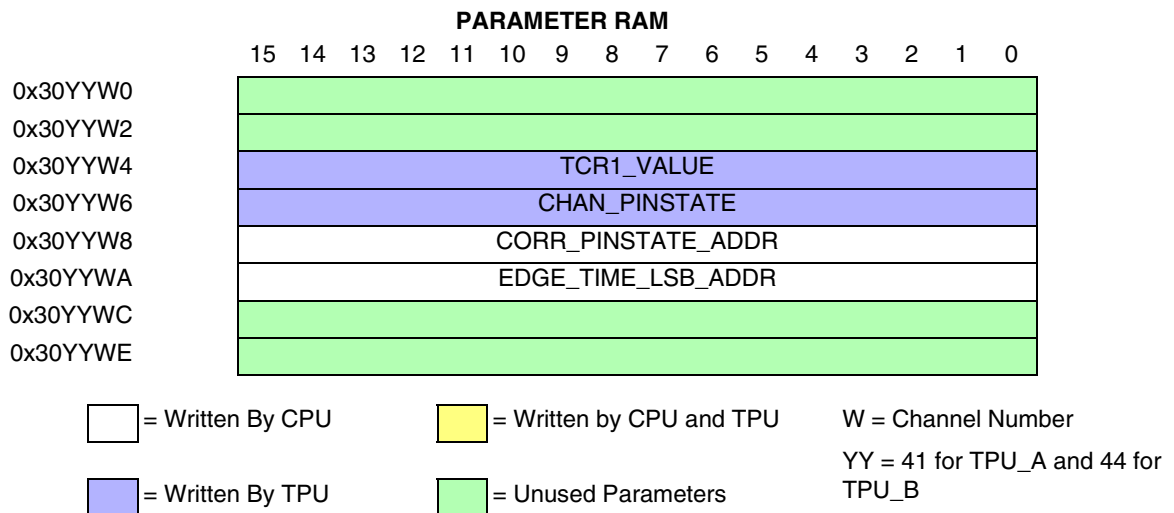 PARAMETER RAM
15 14 13 12 11 10 9 8 7 6 5 4 3 2 1 0
0x30YYW0
0x30YYW2
0x30YYW4 TCR1_VALUE
0x30YYW6 CHAN_PINSTATE
0x30YYW8 CORR_PINSTATE_ADDR
0x30YYWA EDGE_TIME_LSB_ADDR
0x30YYWC
0x30YYWE
= Written By CPU = Written by CPU and TPU W = Channel Number
YY = 41 for TPU_A and 44 for
= Written By TPU = Unused Parameters TPU_B